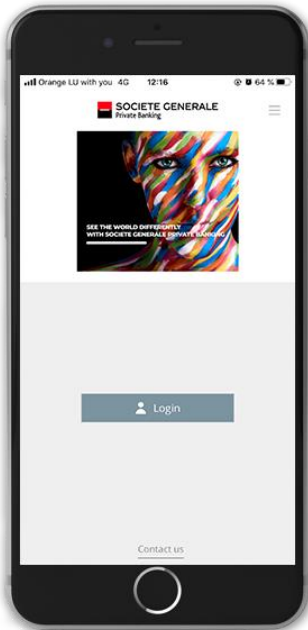 Orange LU with you 4G 12:16 64 %
SOCIETE GENERALE
Private Banking
SEE THE WORLD DIFFERENTLY
WITH SOCIETE GENERALE PRIVATE BANKING
Login
Contact us